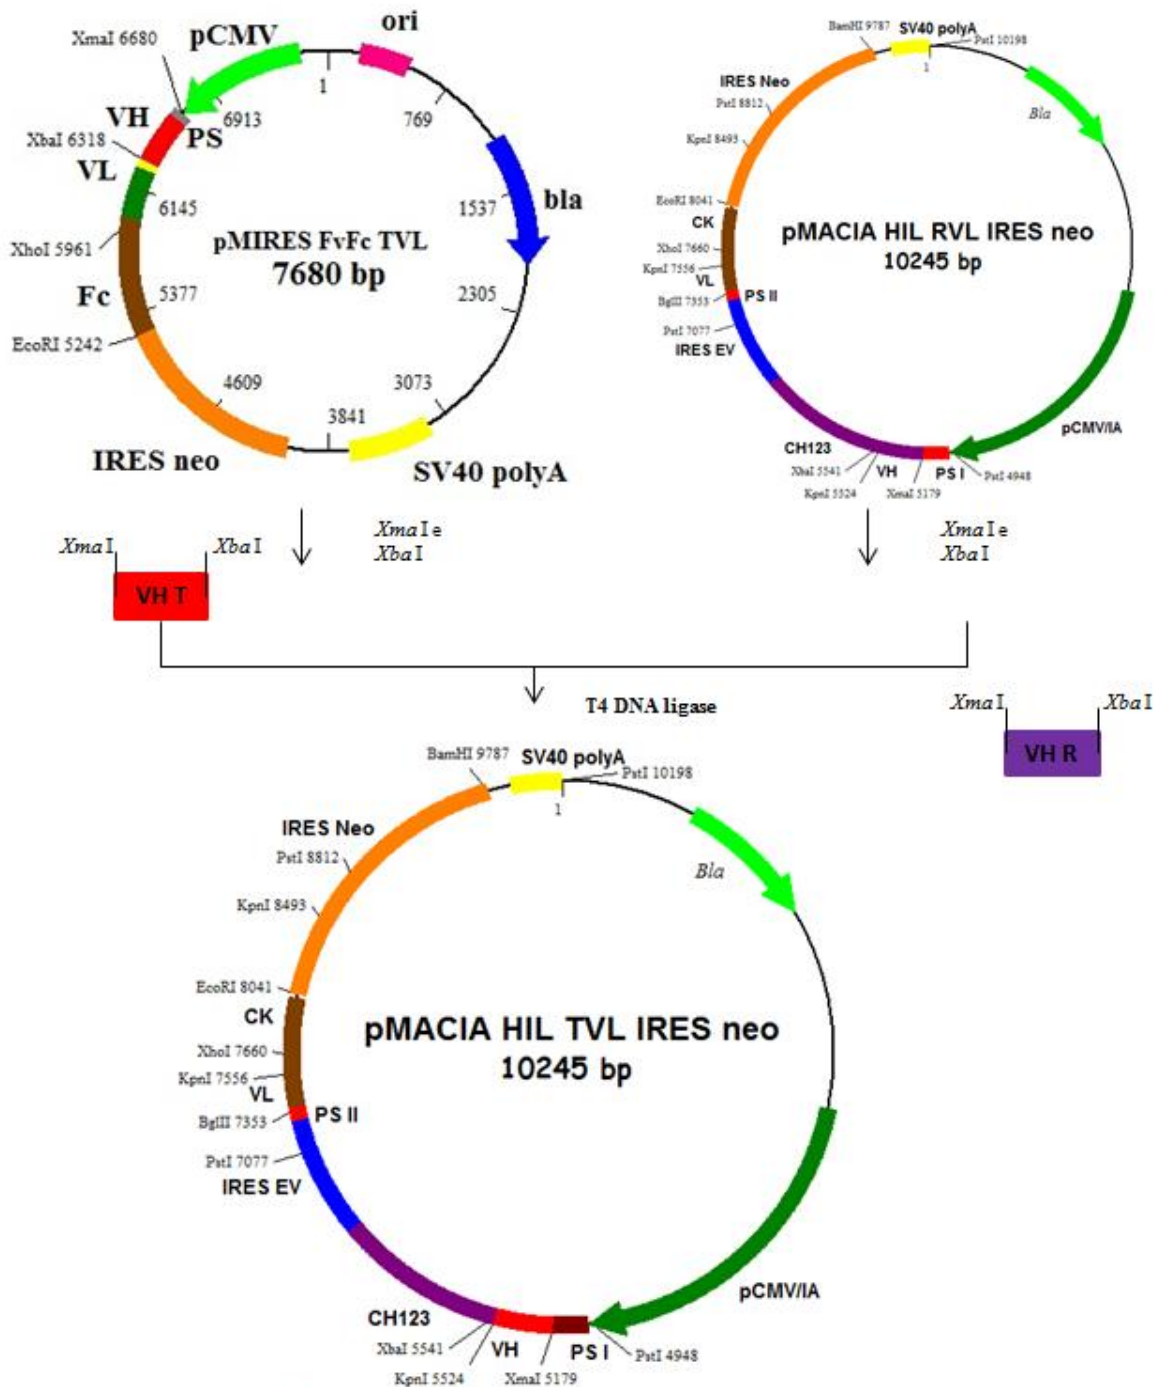 pCMV
ori
XmaI 6680
1
VH
6913
769
PS
XbaI 6318
VL
6145
bla
1537
XhoI 5961
pMIRES FvFc TVL
7680 bp
Fc
5377
2305
EcoRI 5242
4609
3073
3841
IRES neo
SV40 polyA
BamHI 9787
SV40 polyA
PstI 10198
1
IRES Neo
PstI 8812
Bla
KpnI 8493
EcoRI 8041
CK
XhoI 7660
pMACIA HIL RVL IRES neo
10245 bp
KpnI 7556
VL
BglII 7353
PS II
PstI 7077
IRES EV
pCMV/IA
CH123
XbaI 5541
VH
PS I
PstI 4948
KpnI 5524
XmaI 5179
XmaI e
XbaI
XmaI
XbaI
VH T
XmaI e
XbaI
T4 DNA ligase
XmaI
XbaI
VH R
BamHI 9787
SV40 polyA
PstI 10198
1
IRES Neo
PstI 8812
Bla
KpnI 8493
EcoRI 8041
CK
pMACIA HIL TVL IRES neo
10245 bp
XhoI 7660
KpnI 7556
VL
BglII 7353
PS II
PstI 7077
IRES EV
pCMV/IA
CH123
XbaI 5541
VH
PS I
PstI 4948
KpnI 5524
XmaI 5179